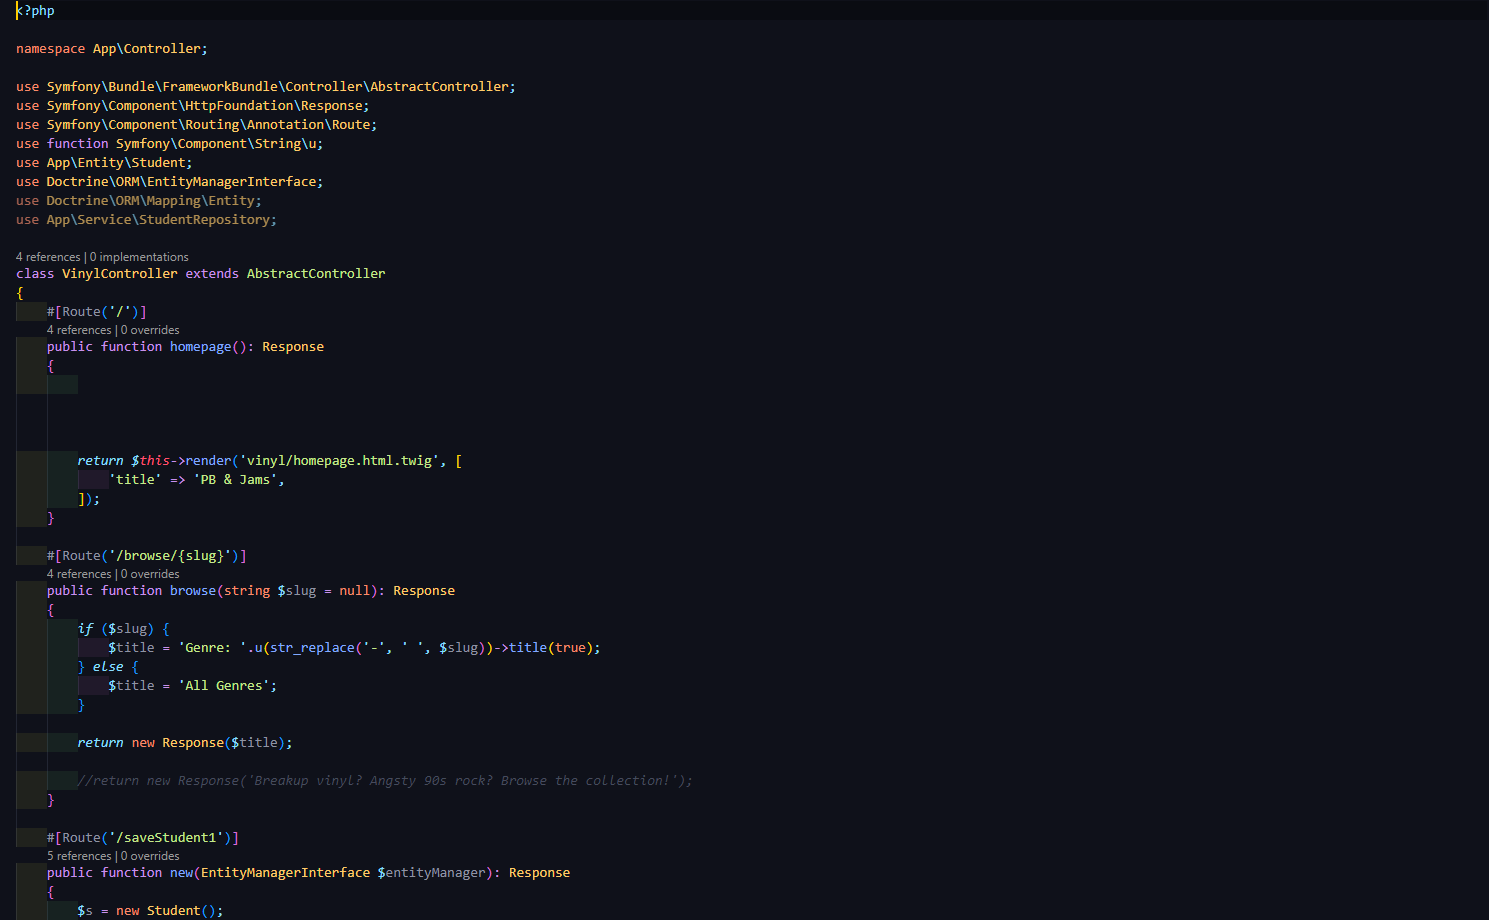 <?php
namespace App\Controller;
use Symfony\Bundle\FrameworkBundle\Controller\AbstractController;
use Symfony\Component\HttpFoundation\Response;
use Symfony\Component\Routing\Annotation\Route;
use function Symfony\Component\String\u;
use App\Entity\Student;
use Doctrine\ORM\EntityManagerInterface;
use Doctrine\ORM\Mapping\Entity;
use App\Service\StudentRepository;
4 references | 0 implementations
class VinylController extends AbstractController
{
#[Route('/')]
4 references | 0 overrides
public function homepage(): Response
{
return $this->render('vinyl/homepage.html.twig', [
'title' => 'PB & Jams',
]);
}
#[Route('/browse/{slug}')]
4 references | 0 overrides
public function browse(string $slug = null): Response
{
if ($slug) {
$title = 'Genre: '.u(str_replace('-', ' ', $slug))->title(true);
} else {
$title = 'All Genres';
}
return new Response($title);
//return new Response('Breakup vinyl? Angsty 90s rock? Browse the collection!');
}
#[Route('/saveStudent1')]
5 references | 0 overrides
public function new(EntityManagerInterface $entityManager): Response
{
$s = new Student();